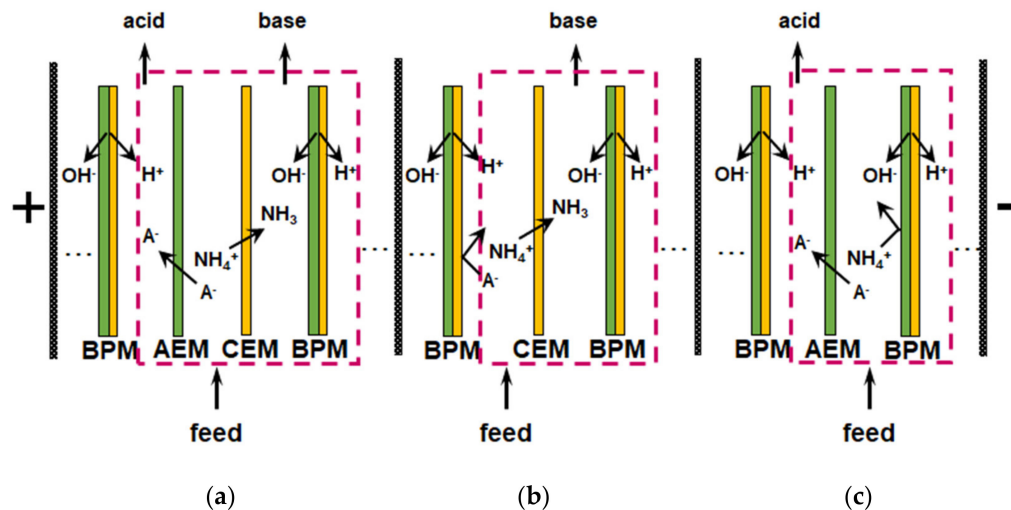 acid base base acid
OH⁻ H⁺ OH⁻ H⁺ OH⁻ H⁺ OH⁻ H⁺ OH⁻ H⁺ OH⁻ H⁺
+ -
NH₃ NH₃
A⁻ NH₄⁺ NH₄⁺ A⁻ NH₄⁺
A⁻ A⁻ A⁻
BPM AEM CEM BPM BPM CEM BPM BPM AEM BPM
feed feed feed
(a) (b) (c)